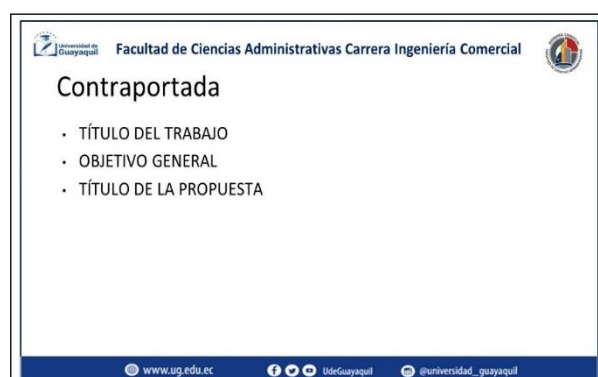 Universidad de
Guayaquil
Facultad de Ciencias Administrativas Carrera Ingeniería Comercial
Contraportada
• TÍTULO DEL TRABAJO
• OBJETIVO GENERAL
• TÍTULO DE LA PROPUESTA
www.ug.edu.ec
UdeGuayaquil
@universidad_guayaquil